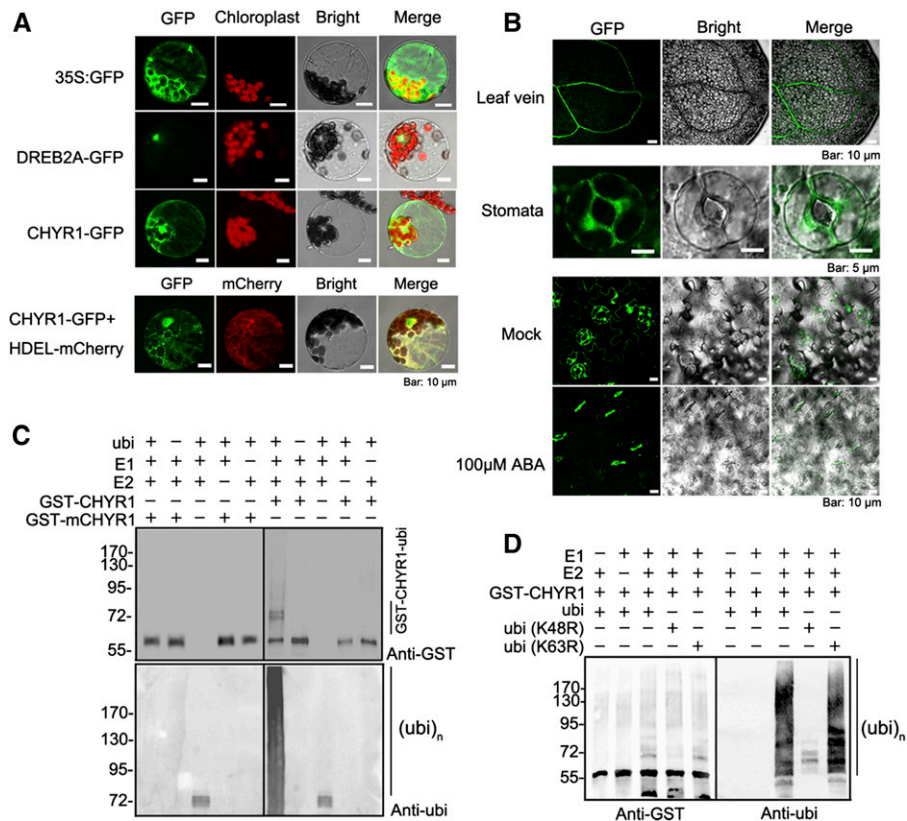 A
GFP Chloroplast Bright Merge
35S:GFP
DREB2A-GFP
CHYR1-GFP
GFP mCherry Bright Merge
CHYR1-GFP+
HDEL-mCherry
Bar: 10 µm
B
GFP Bright Merge
Leaf vein
Bar: 10 µm
Stomata
Bar: 5 µm
Mock
100µM ABA
Bar: 10 µm
C
ubi + − + + + + − + + +
E1 + + + + − + + + + −
E2 + + + − + + + + − +
GST-CHYR1 − − − − − + + − + +
GST-mCHYR1 + + − + + − − − − −
170-
130-
95-
72-
55-
GST-CHYR1-ubi
Anti-GST
170-
130-
95-
72-
(ubi)n
Anti-ubi
D
E1 − + + + + − + + + +
E2 + − + + + + − + + +
GST-CHYR1 + + + + + + + + + +
ubi + + + − − + + + − −
ubi (K48R) + +
ubi (K63R) + +
170-
130-
95-
72-
55-
(ubi)n
Anti-GST Anti-ubi